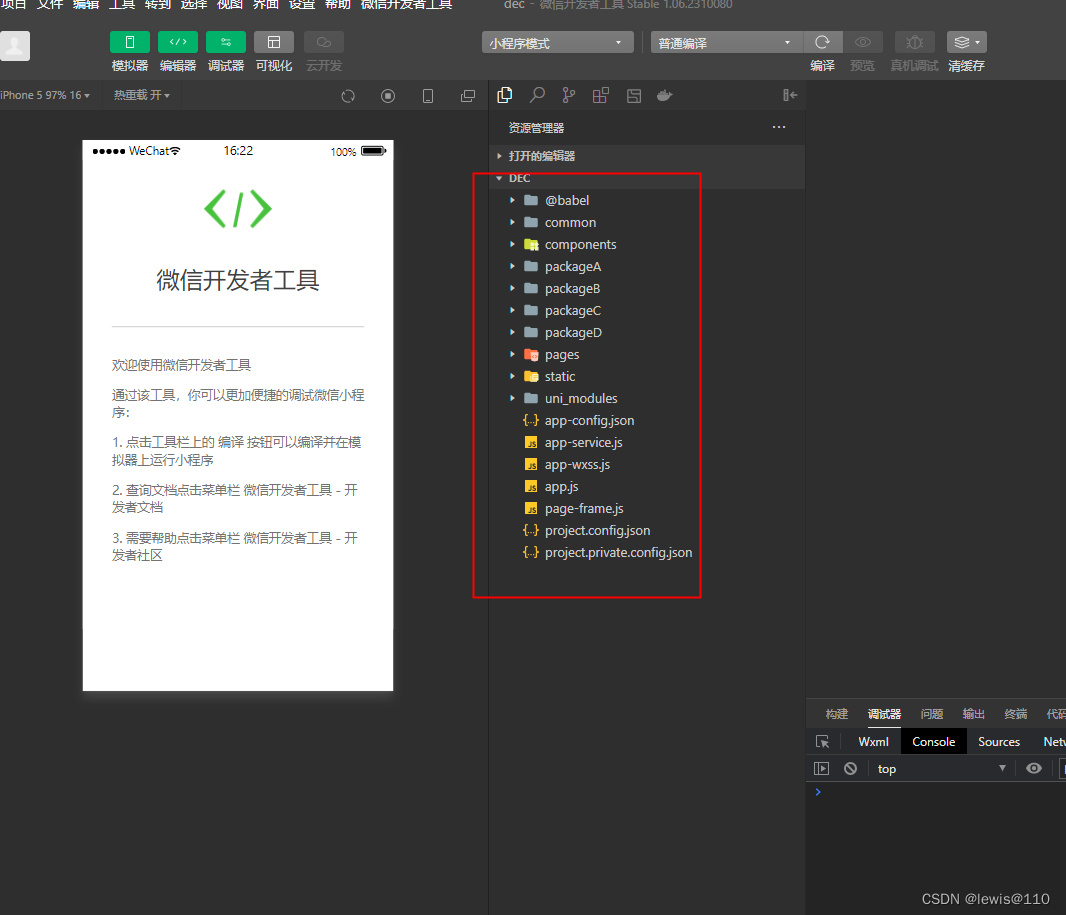 项目 文件 编辑 工具 转到 选择 视图 界面 设置 帮助 微信开发者工具
dec - 微信开发者工具 Stable 1.06.2310080
模拟器 编辑器 调试器 可视化 云开发
小程序模式
普通编译
编译 预览 真机调试 清缓存
iPhone 5 97% 16
热重载 开
WeChat
16:22
100%
</>
微信开发者工具
欢迎使用微信开发者工具
通过该工具，你可以更加便捷的调试微信小程
序：
1. 点击工具栏上的 编译 按钮可以编译并在模
拟器上运行小程序
2. 查询文档点击菜单栏 微信开发者工具 - 开
发者文档
3. 需要帮助点击菜单栏 微信开发者工具 - 开
发者社区
资源管理器
打开的编辑器
DEC
@babel
common
components
packageA
packageB
packageC
packageD
pages
static
uni_modules
app-config.json
app-service.js
app-wxss.js
app.js
page-frame.js
project.config.json
project.private.config.json
构建 调试器 问题 输出 终端 代码
Wxml Console Sources Netw
top
CSDN @lewis@110